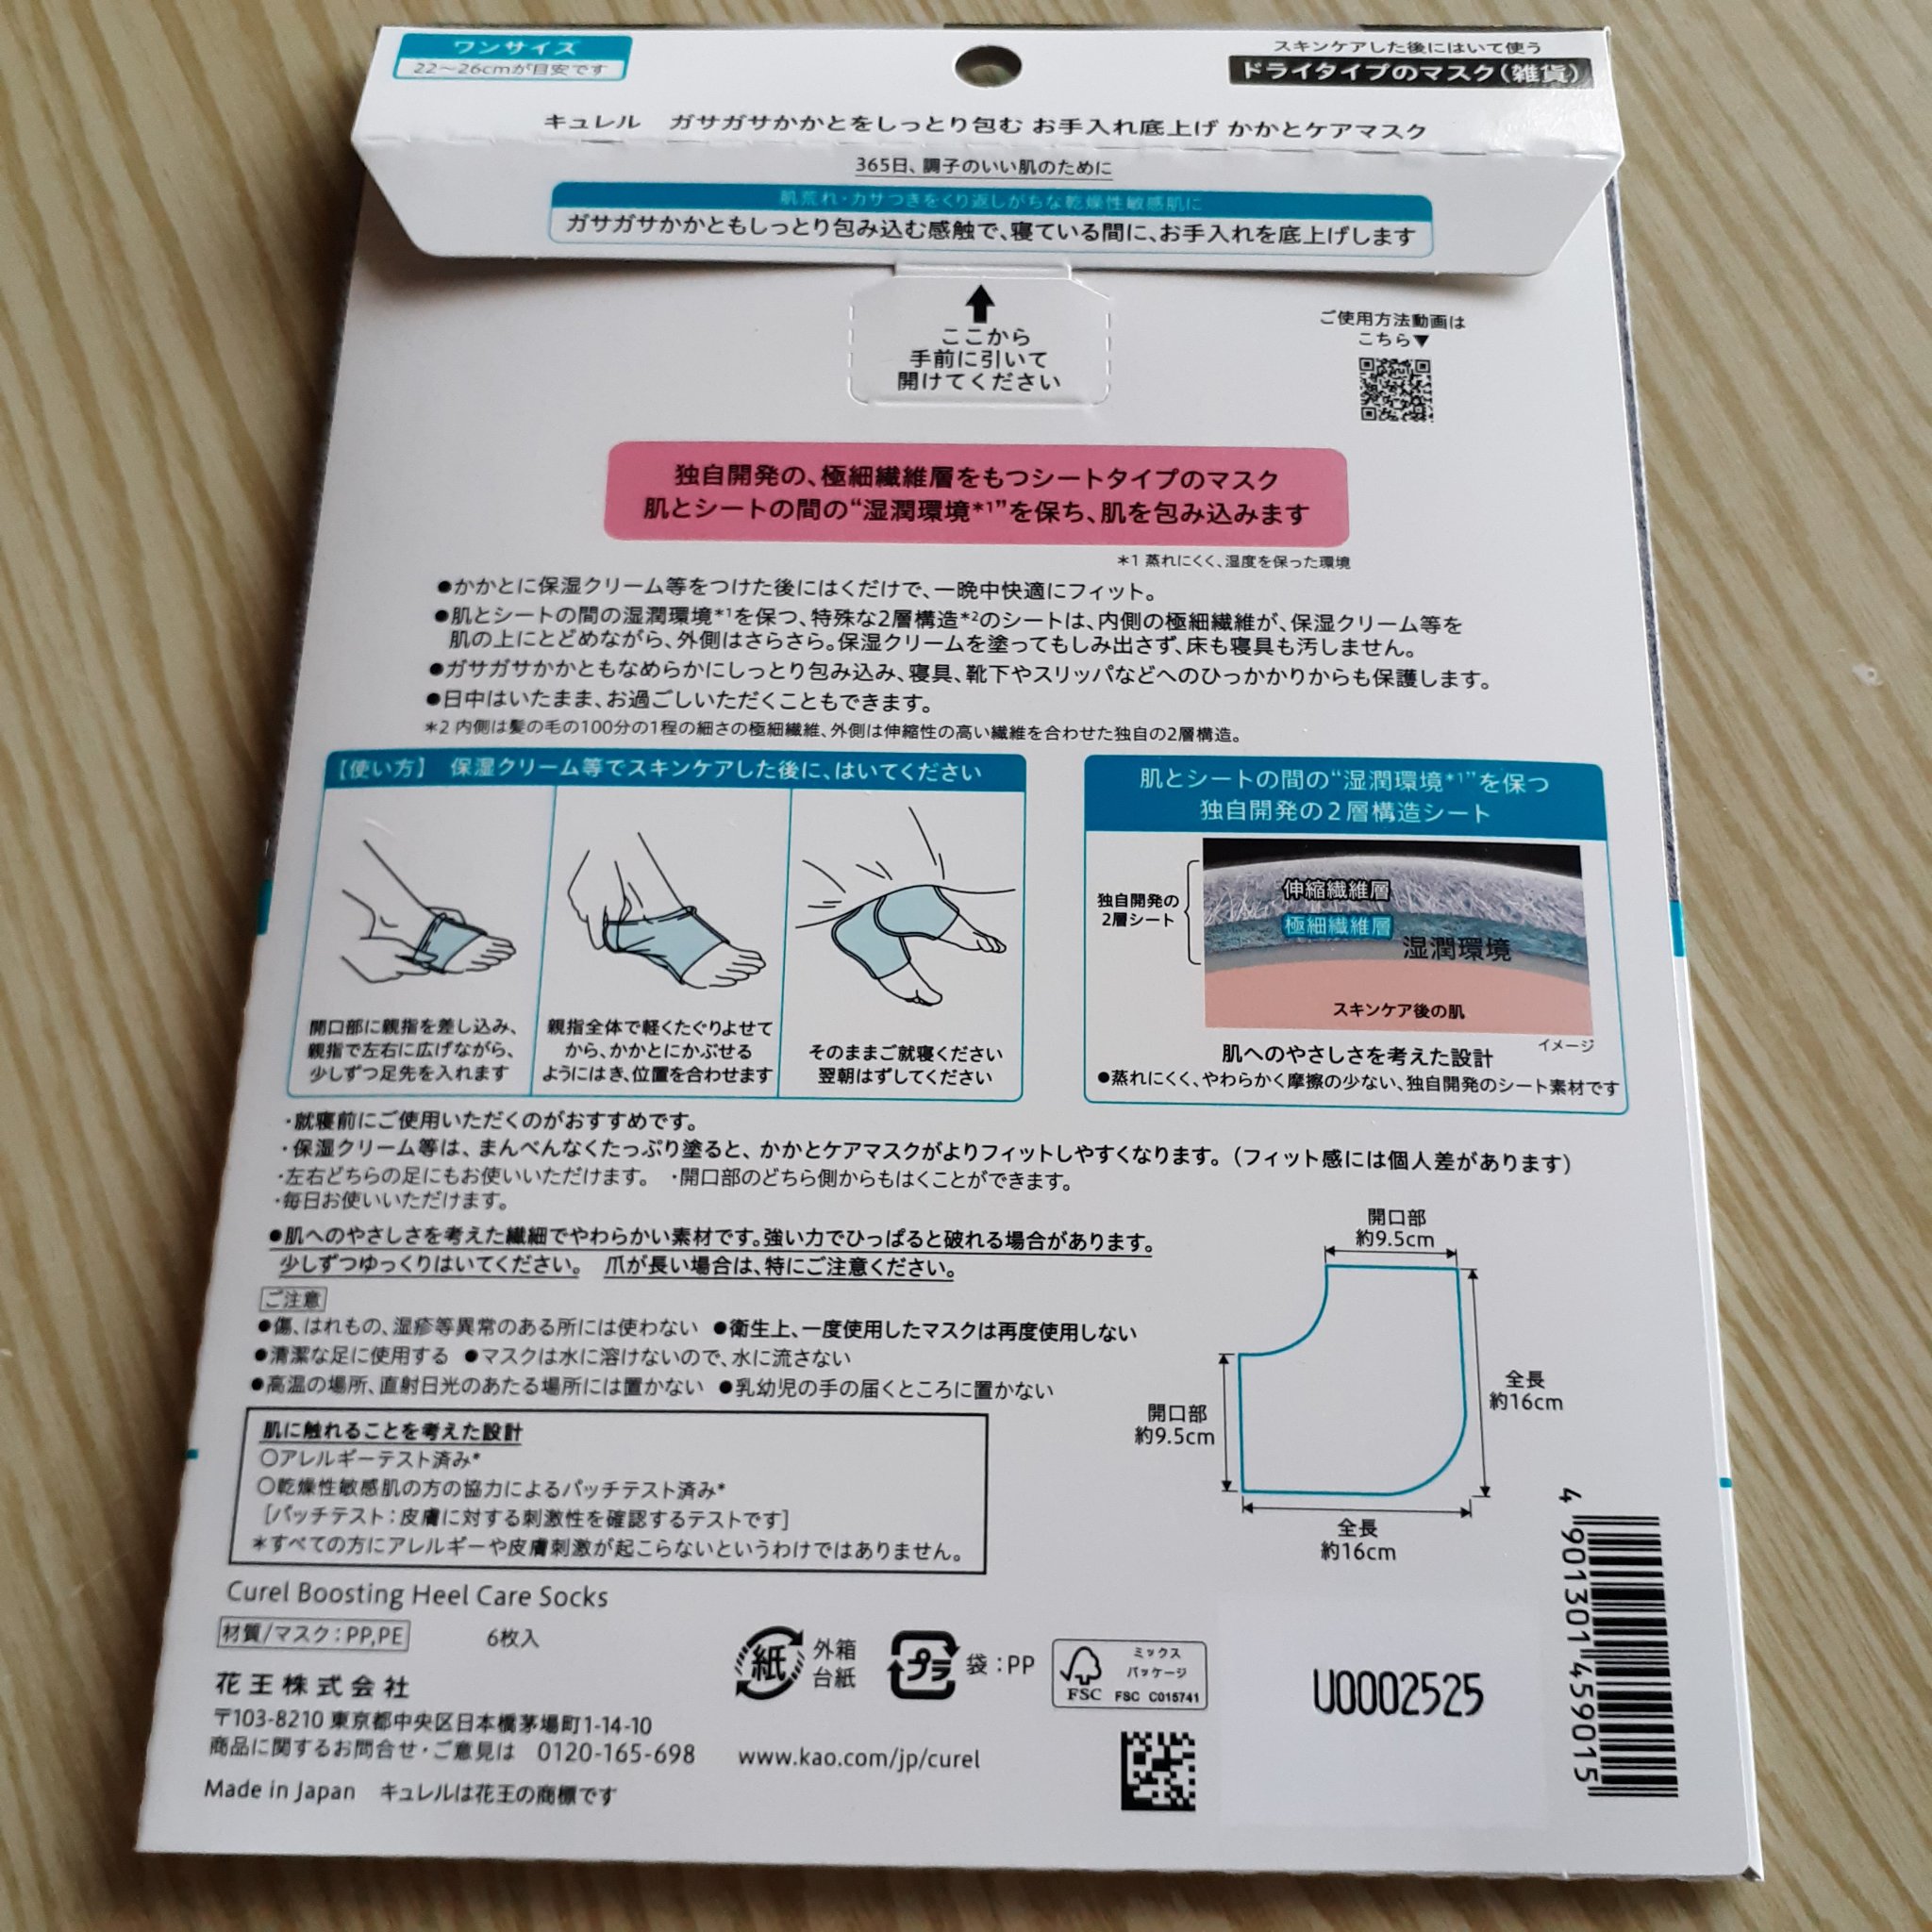 ワンサイズ
22～26cmが目安です
スキンケアした後にはいて使う
ドライタイプのマスク(雑貨)
キュレル　ガサガサかかとをしっとり包む お手入れ底上げ かかとケアマスク
365日、調子のいい肌のために
肌荒れ・カサつきをくり返しがちな乾燥性敏感肌に
ガサガサかかともしっとり包み込む感触で、寝ている間に、お手入れを底上げします
ここから
手前に引いて
開けてください
ご使用方法動画は
こちら▼
独自開発の、極細繊維層をもつシートタイプのマスク
肌とシートの間の“湿潤環境*1”を保ち、肌を包み込みます
*1 蒸れにくく、湿度を保った環境
●かかとに保湿クリーム等をつけた後にはくだけで、一晩中快適にフィット。
●肌とシートの間の湿潤環境*1を保つ、特殊な2層構造*2のシートは、内側の極細繊維が、保湿クリーム等を
肌の上にとどめながら、外側はさらさら。保湿クリームを塗ってもしみ出さず、床も寝具も汚しません。
●ガサガサかかともなめらかにしっとり包み込み、寝具、靴下やスリッパなどへのひっかかりからも保護します。
●日中はいたまま、お過ごしいただくこともできます。
*2 内側は髪の毛の100分の1程の細さの極細繊維、外側は伸縮性の高い繊維を合わせた独自の2層構造。
【使い方】　保湿クリーム等でスキンケアした後に、はいてください
開口部に親指を差し込み、
親指で左右に広げながら、
少しずつ足先を入れます
親指全体で軽くたぐりよせて
から、かかとにかぶせる
ようにはき、位置を合わせます
そのままご就寝ください
翌朝はずしてください
肌とシートの間の“湿潤環境*1”を保つ
独自開発の2層構造シート
独自開発の
2層シート
伸縮繊維層
極細繊維層
湿潤環境
スキンケア後の肌
イメージ
肌へのやさしさを考えた設計
●蒸れにくく、やわらかく摩擦の少ない、独自開発のシート素材です
・就寝前にご使用いただくのがおすすめです。
・保湿クリーム等は、まんべんなくたっぷり塗ると、かかとケアマスクがよりフィットしやすくなります。(フィット感には個人差があります)
・左右どちらの足にもお使いいただけます。　・開口部のどちら側からもはくことができます。
・毎日お使いいただけます。
●肌へのやさしさを考えた繊細でやわらかい素材です。強い力でひっぱると破れる場合があります。
少しずつゆっくりはいてください。　爪が長い場合は、特にご注意ください。
ご注意
●傷、はれもの、湿疹等異常のある所には使わない　●衛生上、一度使用したマスクは再度使用しない
●清潔な足に使用する　●マスクは水に溶けないので、水に流さない
●高温の場所、直射日光のあたる場所には置かない　●乳幼児の手の届くところに置かない
開口部
約9.5cm
全長
約16cm
開口部
約9.5cm
全長
約16cm
肌に触れることを考えた設計
○アレルギーテスト済み*
○乾燥性敏感肌の方の協力によるパッチテスト済み*
[パッチテスト：皮膚に対する刺激性を確認するテストです]
*すべての方にアレルギーや皮膚刺激が起こらないというわけではありません。
Curel Boosting Heel Care Socks
材質/マスク：PP,PE　6枚入
花王株式会社
〒103-8210 東京都中央区日本橋茅場町1-14-10
商品に関するお問合せ・ご意見は　0120-165-698
www.kao.com/jp/curel
Made in Japan　キュレルは花王の商標です
紙
外箱
台紙
プラ
袋：PP
FSC
ミックス
パッケージ
FSC C015741
U0002525
4 901301 459015